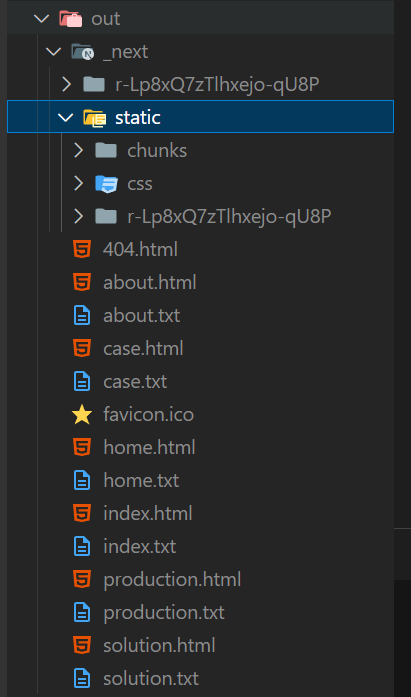 out
_next
r-Lp8xQ7zTlhxejo-qU8P
static
chunks
css
r-Lp8xQ7zTlhxejo-qU8P
404.html
about.html
about.txt
case.html
case.txt
favicon.ico
home.html
home.txt
index.html
index.txt
production.html
production.txt
solution.html
solution.txt